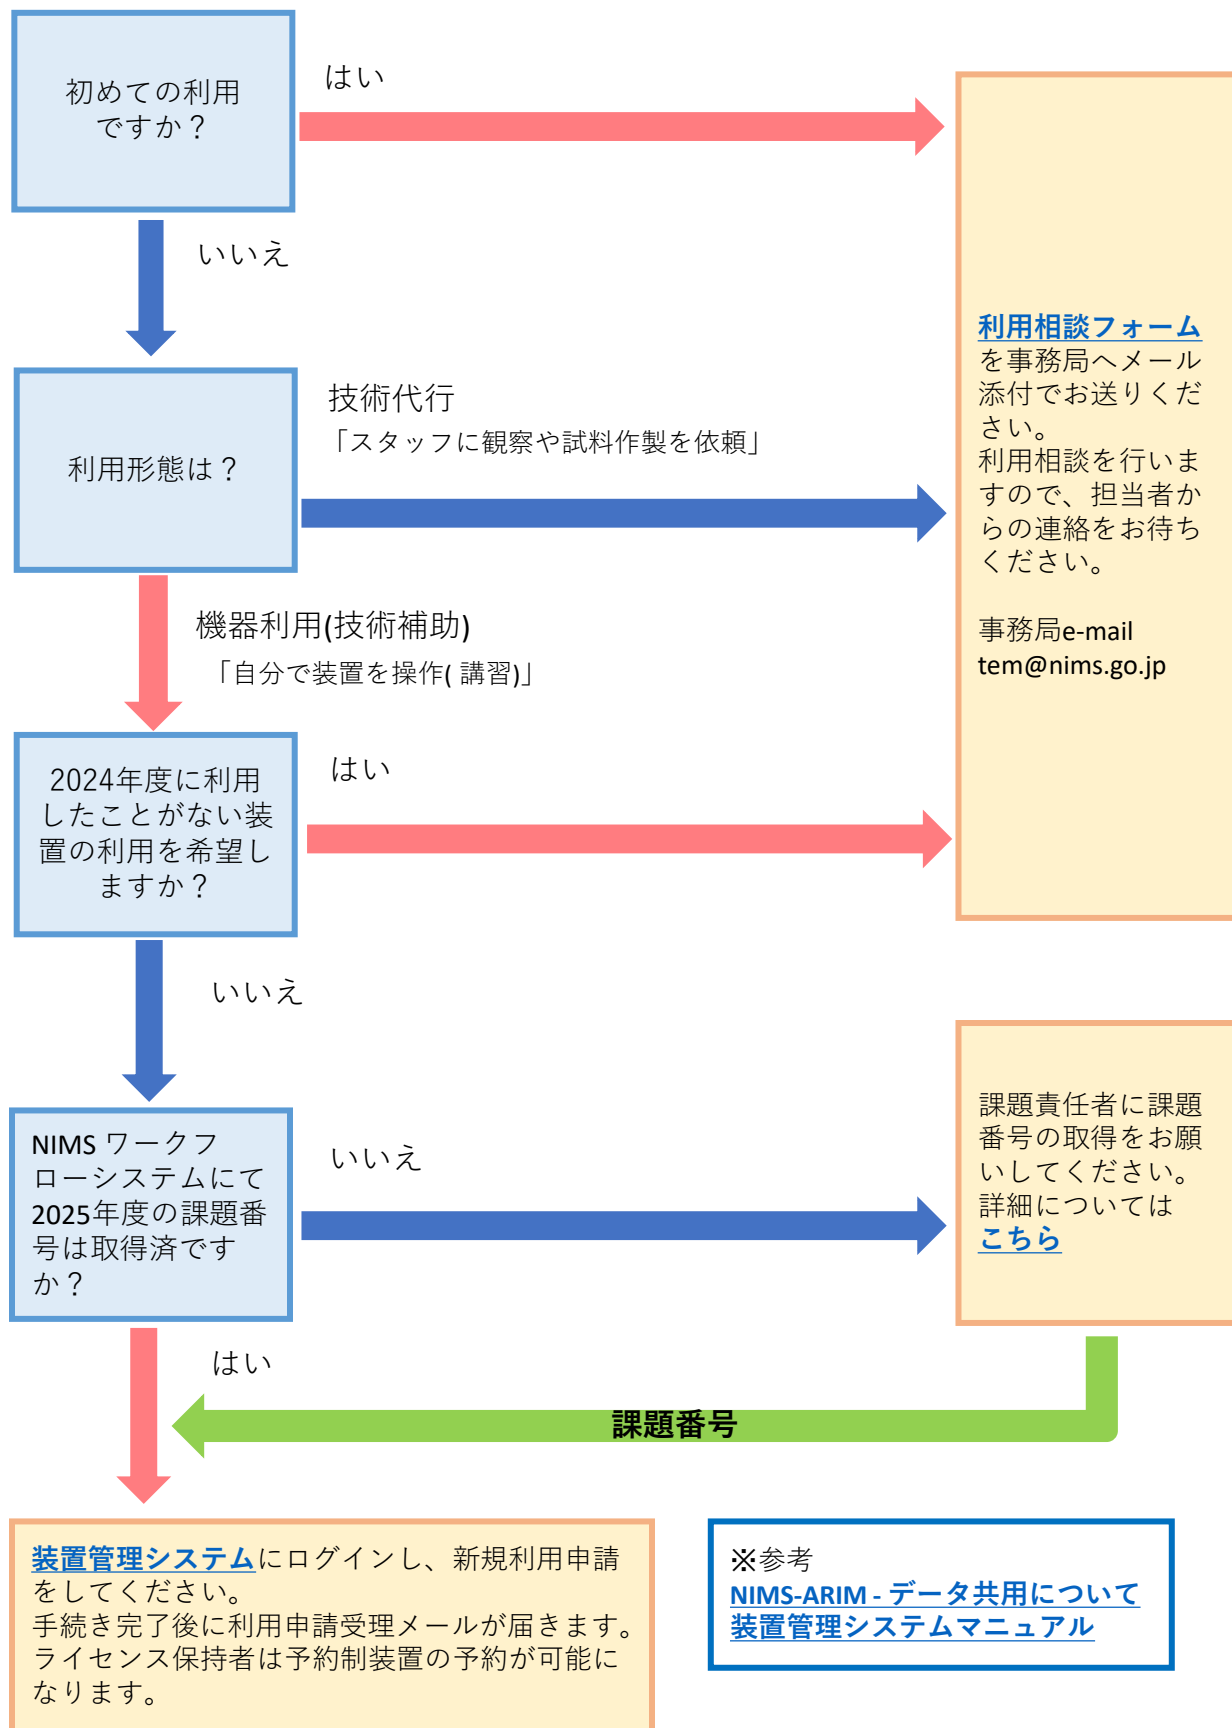 初めての利用
ですか？
はい
いいえ
利用形態は？
技術代行
「スタッフに観察や試料作製を依頼」
利用相談フォーム
を事務局へメール
添付でお送りくだ
さい。
利用相談を行いま
すので、担当者か
らの連絡をお待ち
ください。
事務局e-mail
tem@nims.go.jp
機器利用(技術補助)
「自分で装置を操作( 講習)」
2024年度に利用
したことがない装
置の利用を希望し
ますか？
はい
いいえ
NIMS ワークフ
ローシステムにて
2025年度の課題番
号は取得済です
か？
いいえ
課題責任者に課題
番号の取得をお願
いしてください。
詳細については
こちら
はい
課題番号
装置管理システムにログインし、新規利用申請
をしてください。
手続き完了後に利用申請受理メールが届きます。
ライセンス保持者は予約制装置の予約が可能に
なります。
※参考
NIMS-ARIM - データ共用について
装置管理システムマニュアル